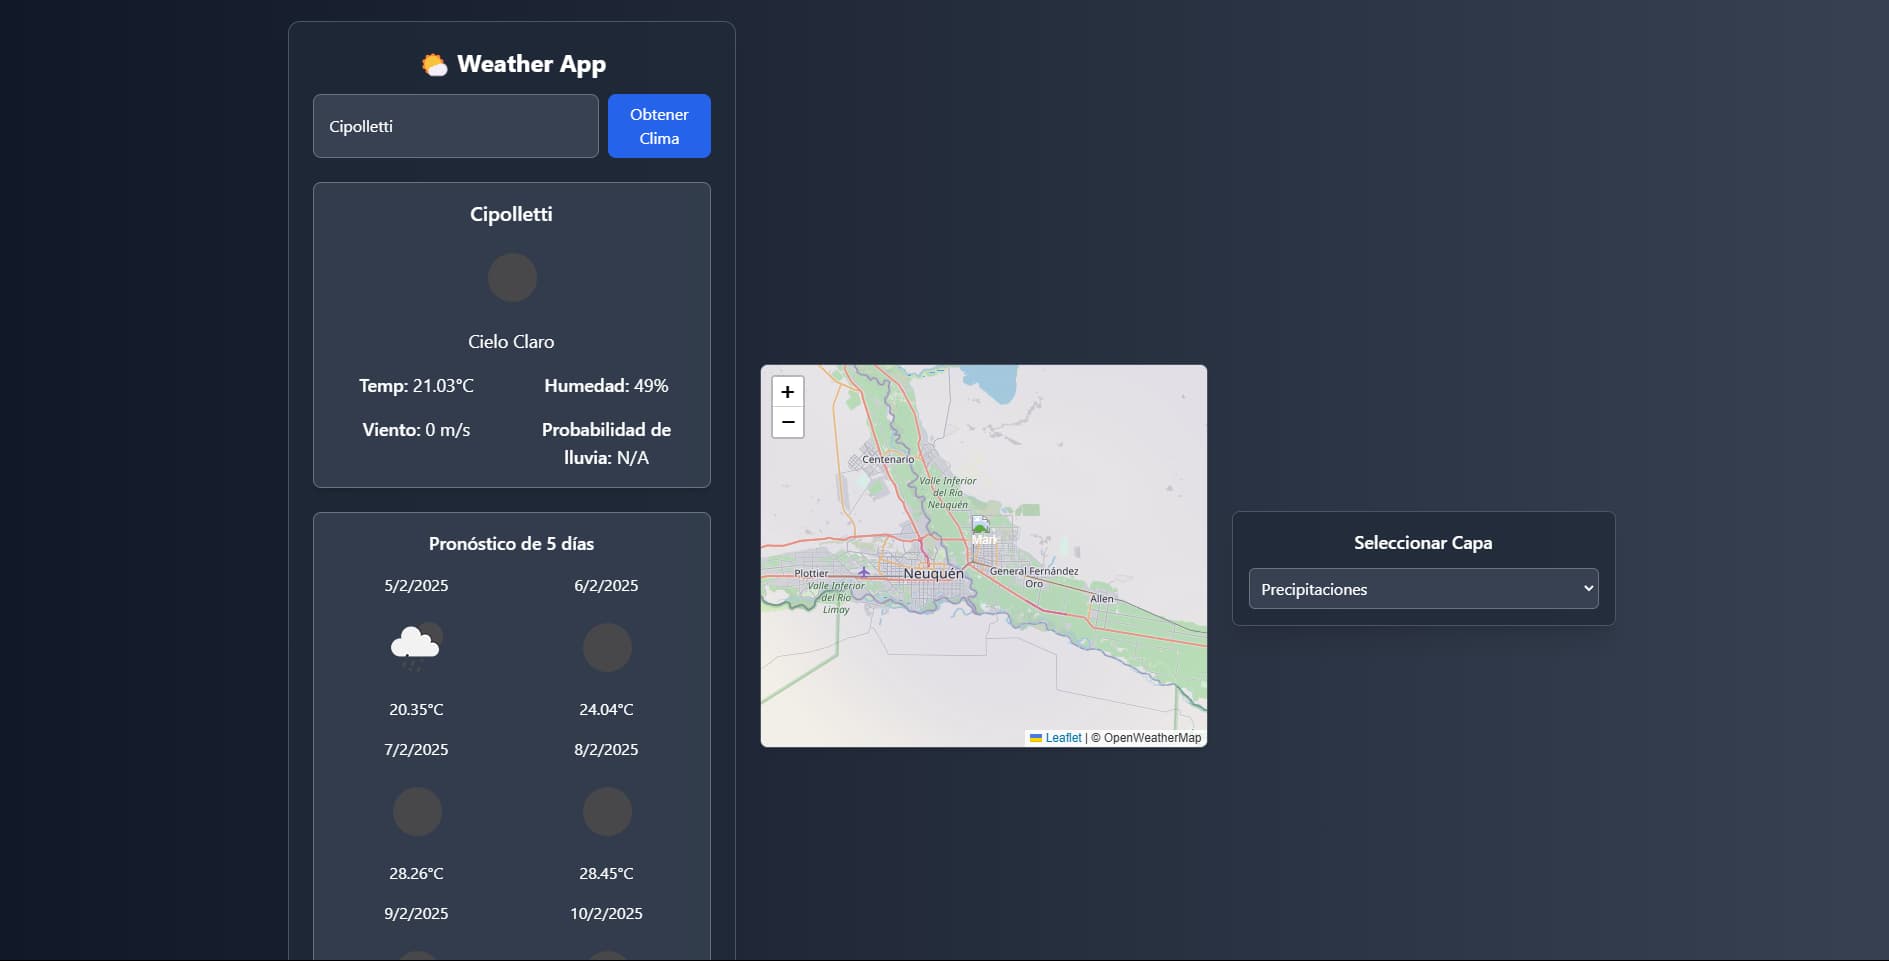 Weather App
Cipolletti
Obtener
Clima
Cipolletti
Cielo Claro
Temp: 21.03°C
Humedad: 49%
Viento: 0 m/s
Probabilidad de
lluvia: N/A
Pronóstico de 5 días
5/2/2025
6/2/2025
20.35°C
24.04°C
7/2/2025
8/2/2025
28.26°C
28.45°C
9/2/2025
10/2/2025
+
−
Centenario
Valle Inferior
del Río
Neuquén
Mark
Plottier
Neuquén
General Fernández
Oro
Valle Inferior
del Río
Limay
Allen
Leaflet | © OpenWeatherMap
Seleccionar Capa
Precipitaciones